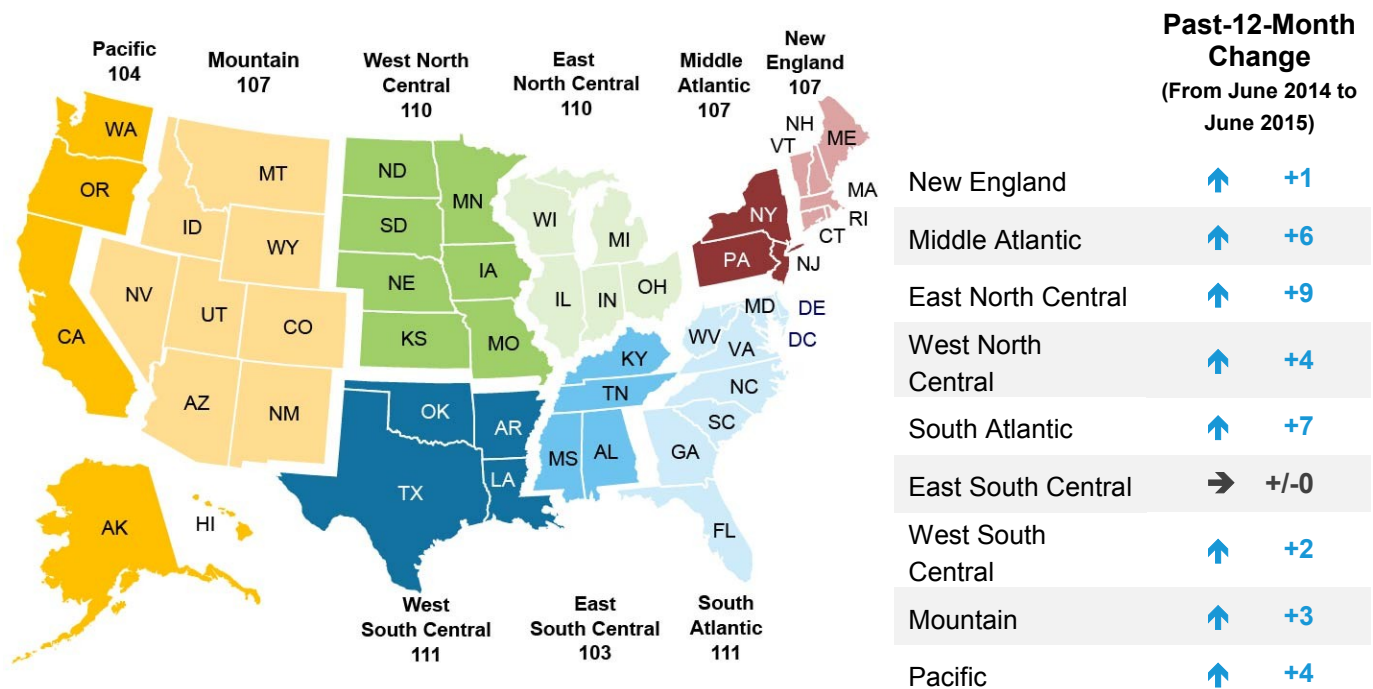 Pacific
104
Mountain
107
West North
Central
110
East
North Central
110
Middle
Atlantic
107
New
England
107
WA
OR
CA
AK
HI
MT
ID
WY
NV
UT
CO
AZ
NM
ND
SD
NE
KS
MN
IA
MO
OK
AR
TX
LA
WI
MI
IL
IN
OH
KY
TN
MS
AL
NY
PA
NJ
NH
VT
ME
MA
RI
CT
MD
DE
DC
WV
VA
NC
SC
GA
FL
West
South Central
111
East
South Central
103
South
Atlantic
111
Past-12-Month
Change
(From June 2014 to
June 2015)
New England +1
Middle Atlantic +6
East North Central +9
West North
Central +4
South Atlantic +7
East South Central +/-0
West South
Central +2
Mountain +3
Pacific +4